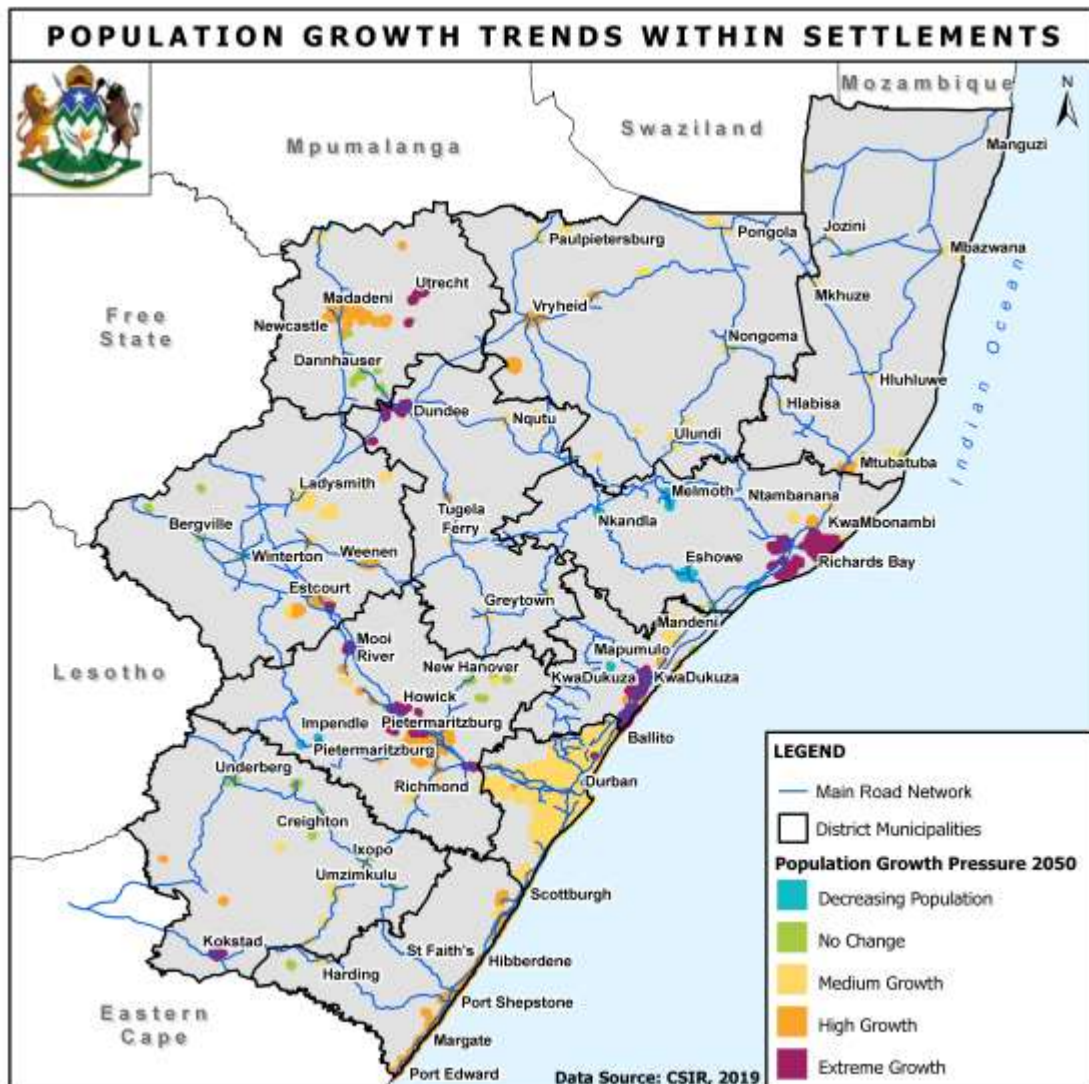 POPULATION GROWTH TRENDS WITHIN SETTLEMENTS
Mozambique
N
Swaziland
Mpumalanga
Manguzi
Jozini
Pongola
Paulpietersburg
Mbazwana
Utrecht
Mkhuze
Madadeni
Vryheid
Free
State
Newcastle
Nongoma
Indian Ocean
Dannhauser
Hluhluwe
Hlabisa
Dundee
Nqutu
Ulundi
Mtubatuba
Ladysmith
Melmoth
Ntambanana
Tugela
Ferry
Nkandla
KwaMbonambi
Bergville
Winterton
Weenen
Eshowe
Richards Bay
Estcourt
Greytown
Mandeni
Mooi
River
Mapumulo
Lesotho
New Hanover
KwaDukuza
KwaDukuza
Howick
Impendle
Pietermaritzburg
Ballito
Pietermaritzburg
Underberg
Richmond
Durban
Creighton
Ixopo
Umzimkulu
Scottburgh
Kokstad
St Faith's
Hibberdene
Harding
Port Shepstone
Eastern
Cape
Margate
Port Edward
Data Source: CSIR, 2019
LEGEND
Main Road Network
District Municipalities
Population Growth Pressure 2050
Decreasing Population
No Change
Medium Growth
High Growth
Extreme Growth